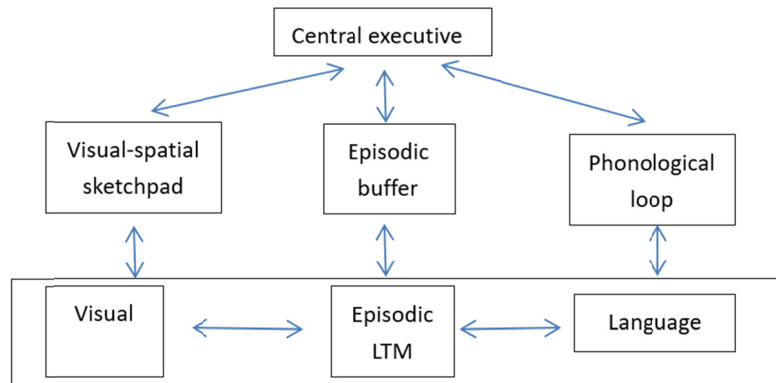 Central executive
Visual-spatial
sketchpad
Episodic
buffer
Phonological
loop
Visual
Episodic
LTM
Language